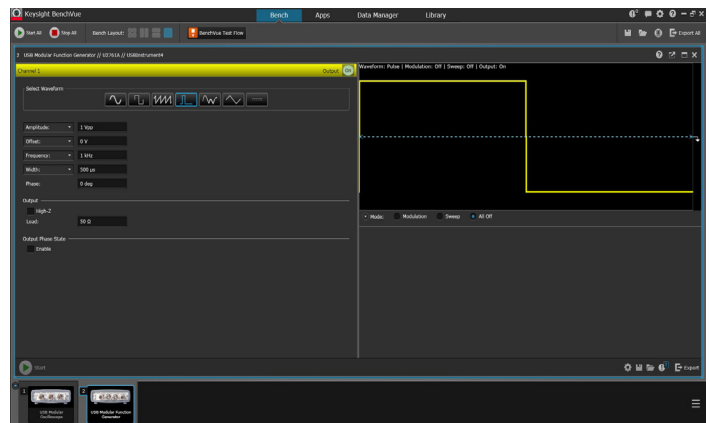 Keysight BenchVue
Bench Apps Data Manager Library
Start All Stop All Bench Layout: BenchVue Test Flow Export All
2 USB Modular Function Generator // U2761A // USBInstrument4
Channel 1 Output ON
Waveform: Pulse | Modulation: Off | Sweep: Off | Output: On
Select Waveform
Amplitude: 1 Vpp
Offset: 0 V
Frequency: 1 kHz
Width: 500 µs
Phase: 0 deg
Output
High-Z
Load: 50 Ω
Mode: Modulation Sweep All Off
Output Phase State
Enable
Start Export
1 2
USB Modular Oscilloscope
USB Modular Function Generator